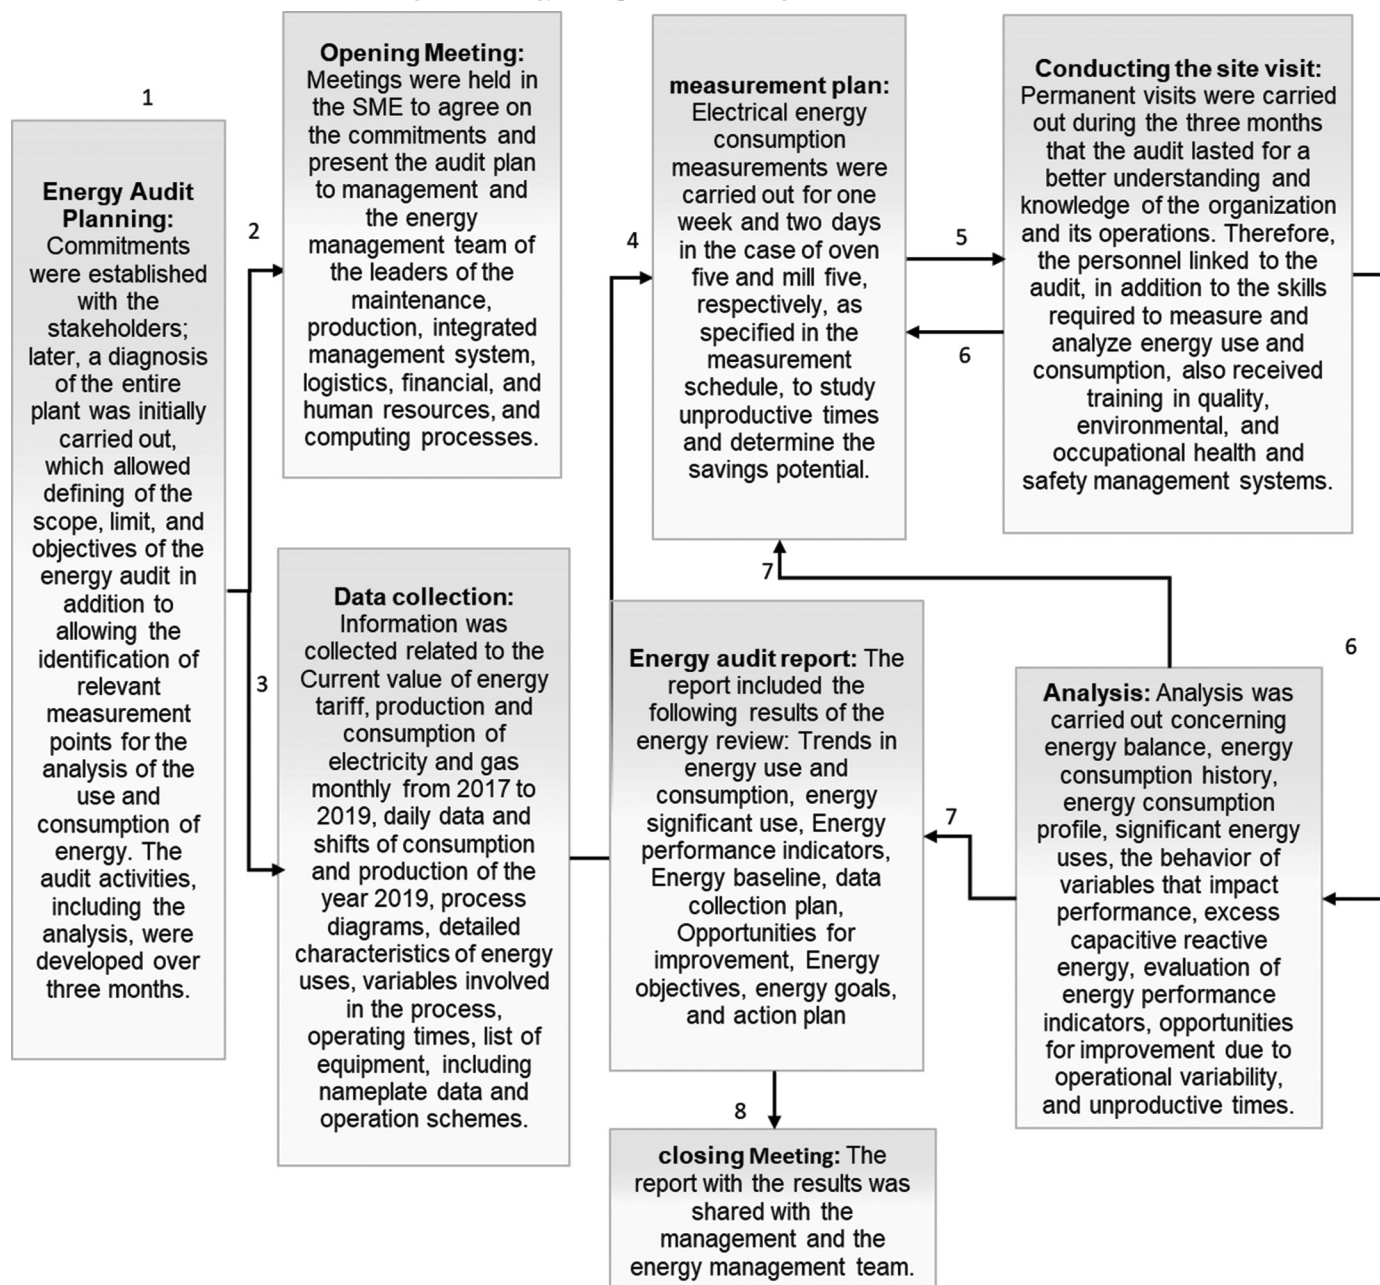 1
Energy Audit
Planning:
Commitments
were established
with the
stakeholders;
later, a diagnosis
of the entire
plant was initially
carried out,
which allowed
defining of the
scope, limit, and
objectives of the
energy audit in
addition to
allowing the
identification of
relevant
measurement
points for the
analysis of the
use and
consumption of
energy. The
audit activities,
including the
analysis, were
developed over
three months.
2
Opening Meeting:
Meetings were held in
the SME to agree on
the commitments and
present the audit plan
to management and
the energy
management team of
the leaders of the
maintenance,
production, integrated
management system,
logistics, financial, and
human resources, and
computing processes.
3
Data collection:
Information was
collected related to the
Current value of energy
tariff, production and
consumption of
electricity and gas
monthly from 2017 to
2019, daily data and
shifts of consumption
and production of the
year 2019, process
diagrams, detailed
characteristics of energy
uses, variables involved
in the process,
operating times, list of
equipment, including
nameplate data and
operation schemes.
4
measurement plan:
Electrical energy
consumption
measurements were
carried out for one
week and two days
in the case of oven
five and mill five,
respectively, as
specified in the
measurement
schedule, to study
unproductive times
and determine the
savings potential.
5
6
Conducting the site visit:
Permanent visits were carried
out during the three months
that the audit lasted for a
better understanding and
knowledge of the organization
and its operations. Therefore,
the personnel linked to the
audit, in addition to the skills
required to measure and
analyze energy use and
consumption, also received
training in quality,
environmental, and
occupational health and
safety management systems.
7
6
Analysis: Analysis was
carried out concerning
energy balance, energy
consumption history,
energy consumption
profile, significant energy
uses, the behavior of
variables that impact
performance, excess
capacitive reactive
energy, evaluation of
energy performance
indicators, opportunities
for improvement due to
operational variability,
and unproductive times.
7
Energy audit report: The
report included the
following results of the
energy review: Trends in
energy use and
consumption, energy
significant use, Energy
performance indicators,
Energy baseline, data
collection plan,
Opportunities for
improvement, Energy
objectives, energy goals,
and action plan
8
closing Meeting: The
report with the results was
shared with the
management and the
energy management team.